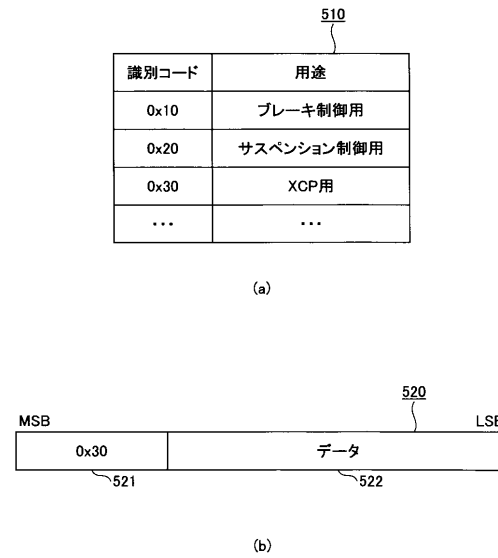 510
識別コード 用途
0x10 ブレーキ制御用
0x20 サスペンション制御用
0x30 XCP用
... ...
(a)
520
MSB LSB
0x30 データ
521 522
(b)